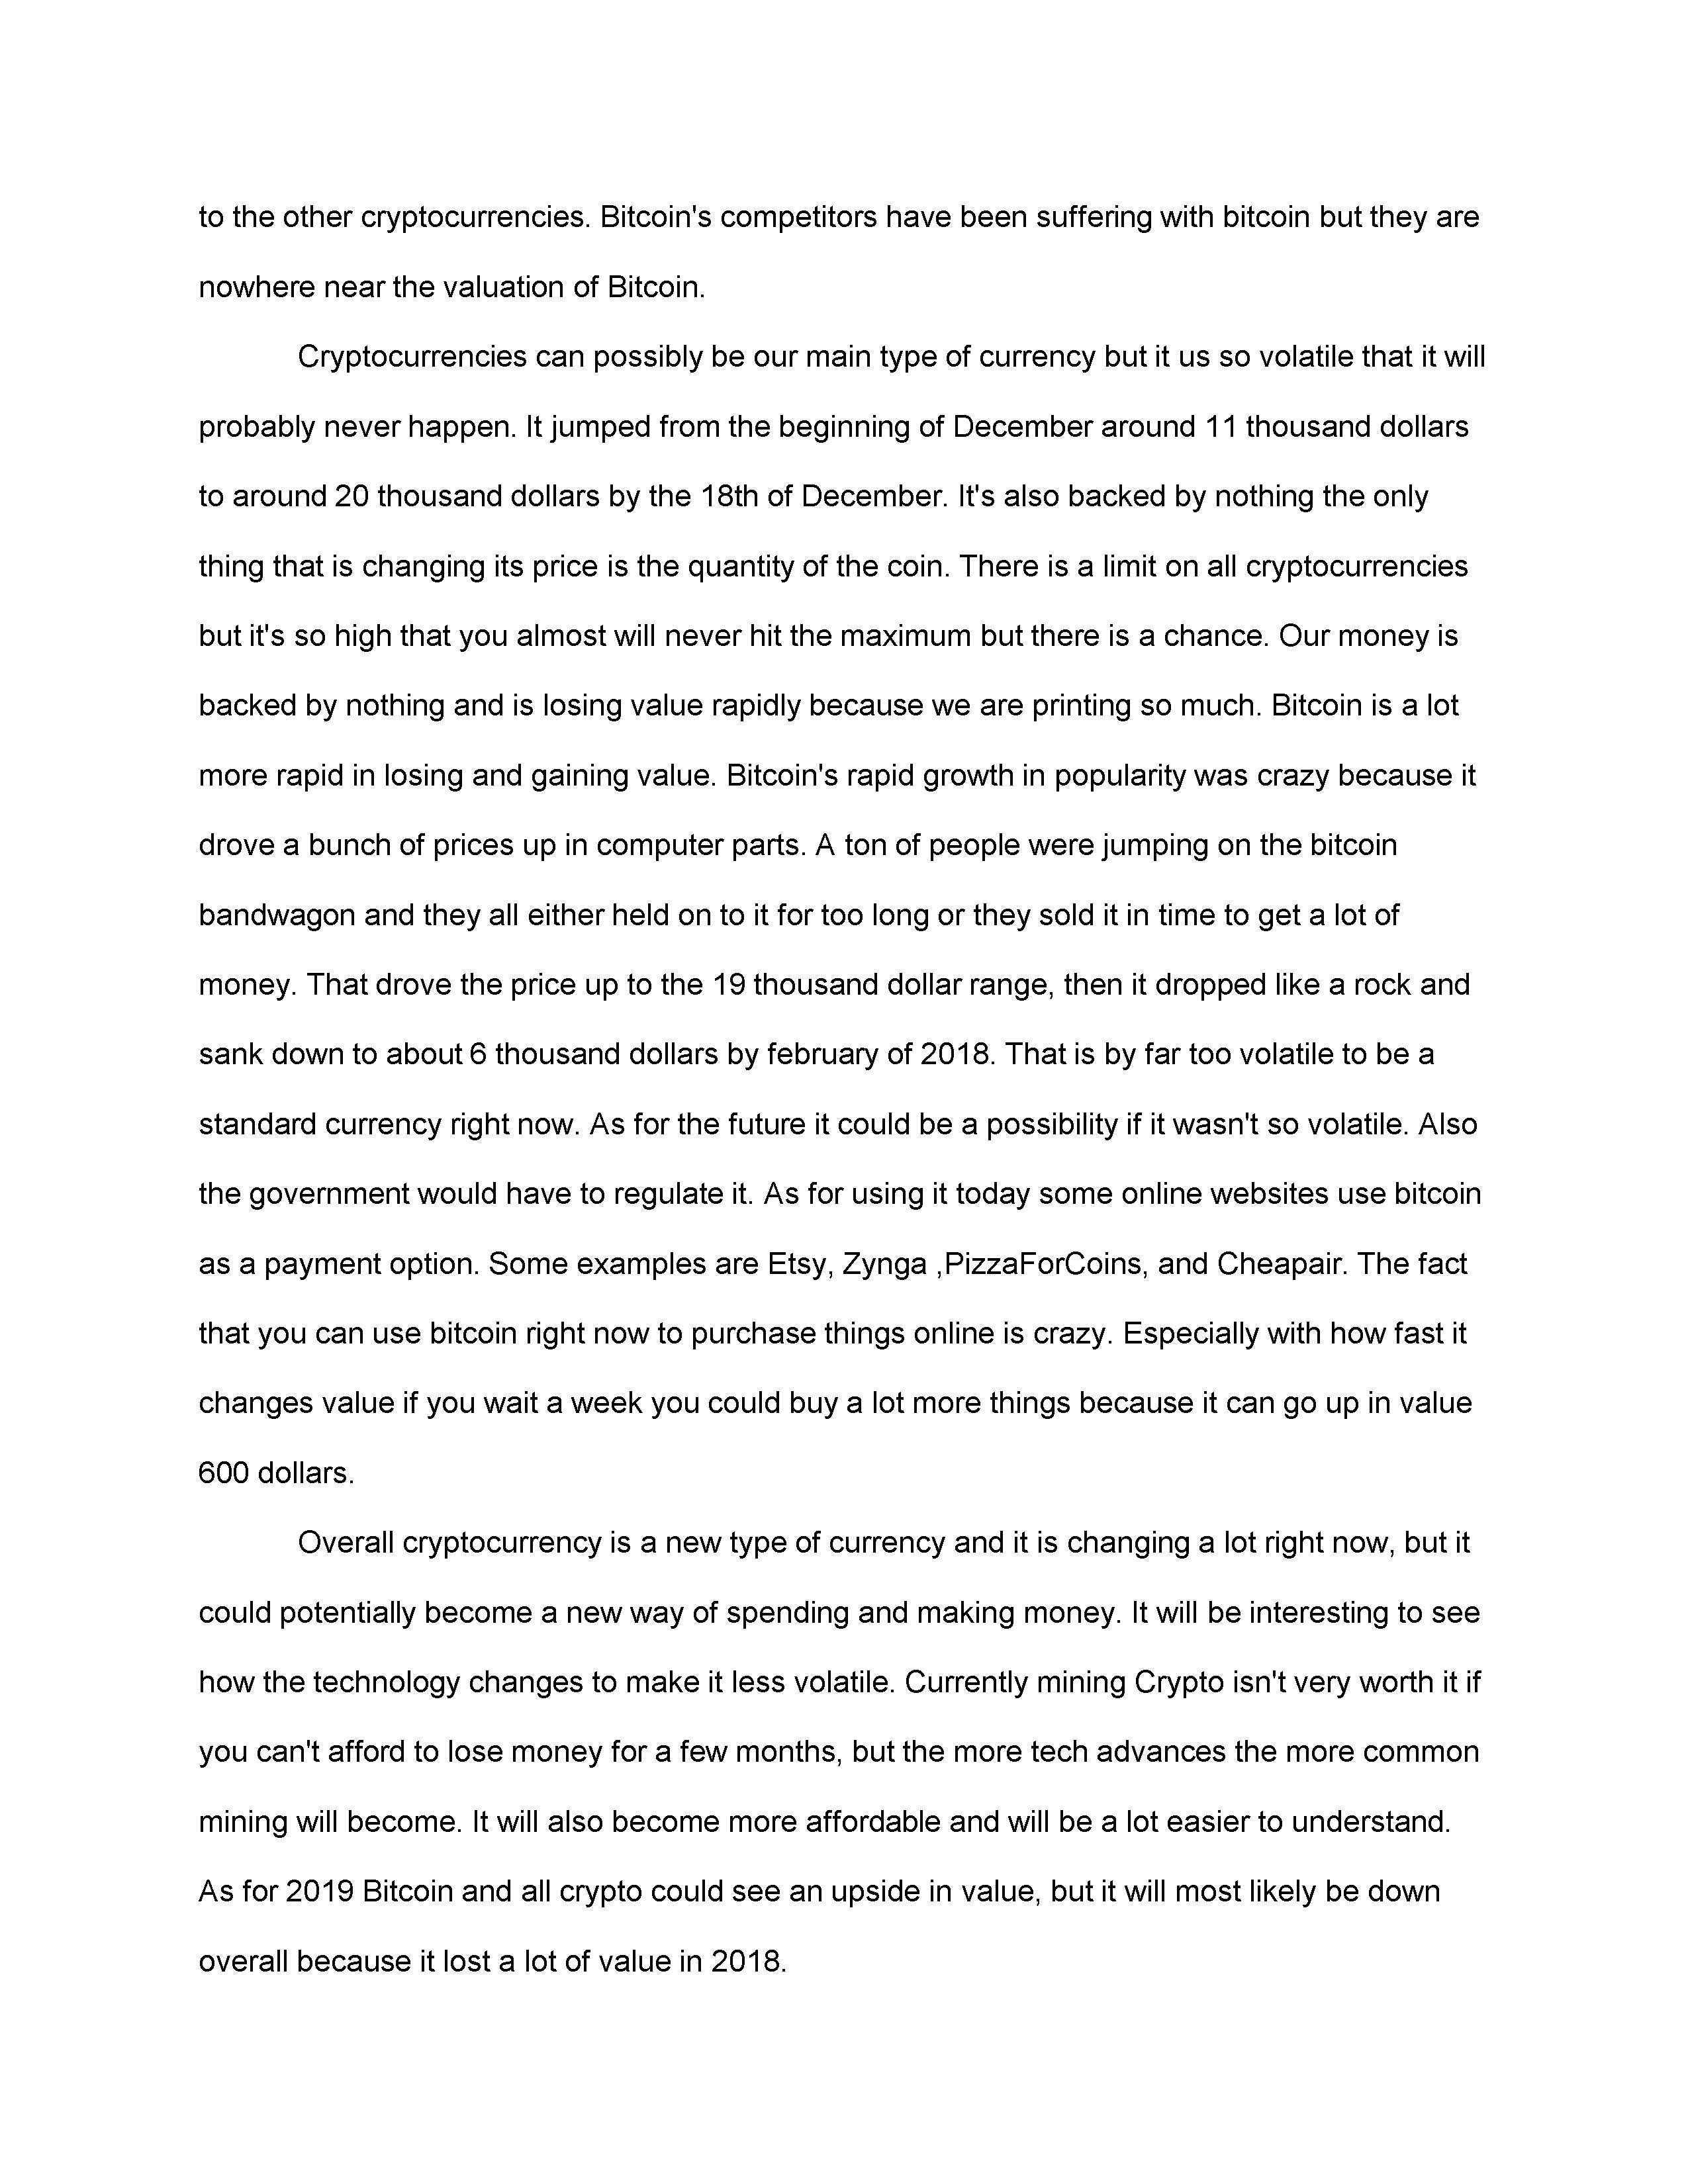 to the other cryptocurrencies. Bitcoin's competitors have been suffering with bitcoin but they are
nowhere near the valuation of Bitcoin.
Cryptocurrencies can possibly be our main type of currency but it us so volatile that it will
probably never happen. It jumped from the beginning of December around 11 thousand dollars
to around 20 thousand dollars by the 18th of December. It's also backed by nothing the only
thing that is changing its price is the quantity of the coin. There is a limit on all cryptocurrencies
but it's so high that you almost will never hit the maximum but there is a chance. Our money is
backed by nothing and is losing value rapidly because we are printing so much. Bitcoin is a lot
more rapid in losing and gaining value. Bitcoin's rapid growth in popularity was crazy because it
drove a bunch of prices up in computer parts. A ton of people were jumping on the bitcoin
bandwagon and they all either held on to it for too long or they sold it in time to get a lot of
money. That drove the price up to the 19 thousand dollar range, then it dropped like a rock and
sank down to about 6 thousand dollars by february of 2018. That is by far too volatile to be a
standard currency right now. As for the future it could be a possibility if it wasn't so volatile. Also
the government would have to regulate it. As for using it today some online websites use bitcoin
as a payment option. Some examples are Etsy, Zynga ,PizzaForCoins, and Cheapair. The fact
that you can use bitcoin right now to purchase things online is crazy. Especially with how fast it
changes value if you wait a week you could buy a lot more things because it can go up in value
600 dollars.
Overall cryptocurrency is a new type of currency and it is changing a lot right now, but it
could potentially become a new way of spending and making money. It will be interesting to see
how the technology changes to make it less volatile. Currently mining Crypto isn't very worth it if
you can't afford to lose money for a few months, but the more tech advances the more common
mining will become. It will also become more affordable and will be a lot easier to understand.
As for 2019 Bitcoin and all crypto could see an upside in value, but it will most likely be down
overall because it lost a lot of value in 2018.